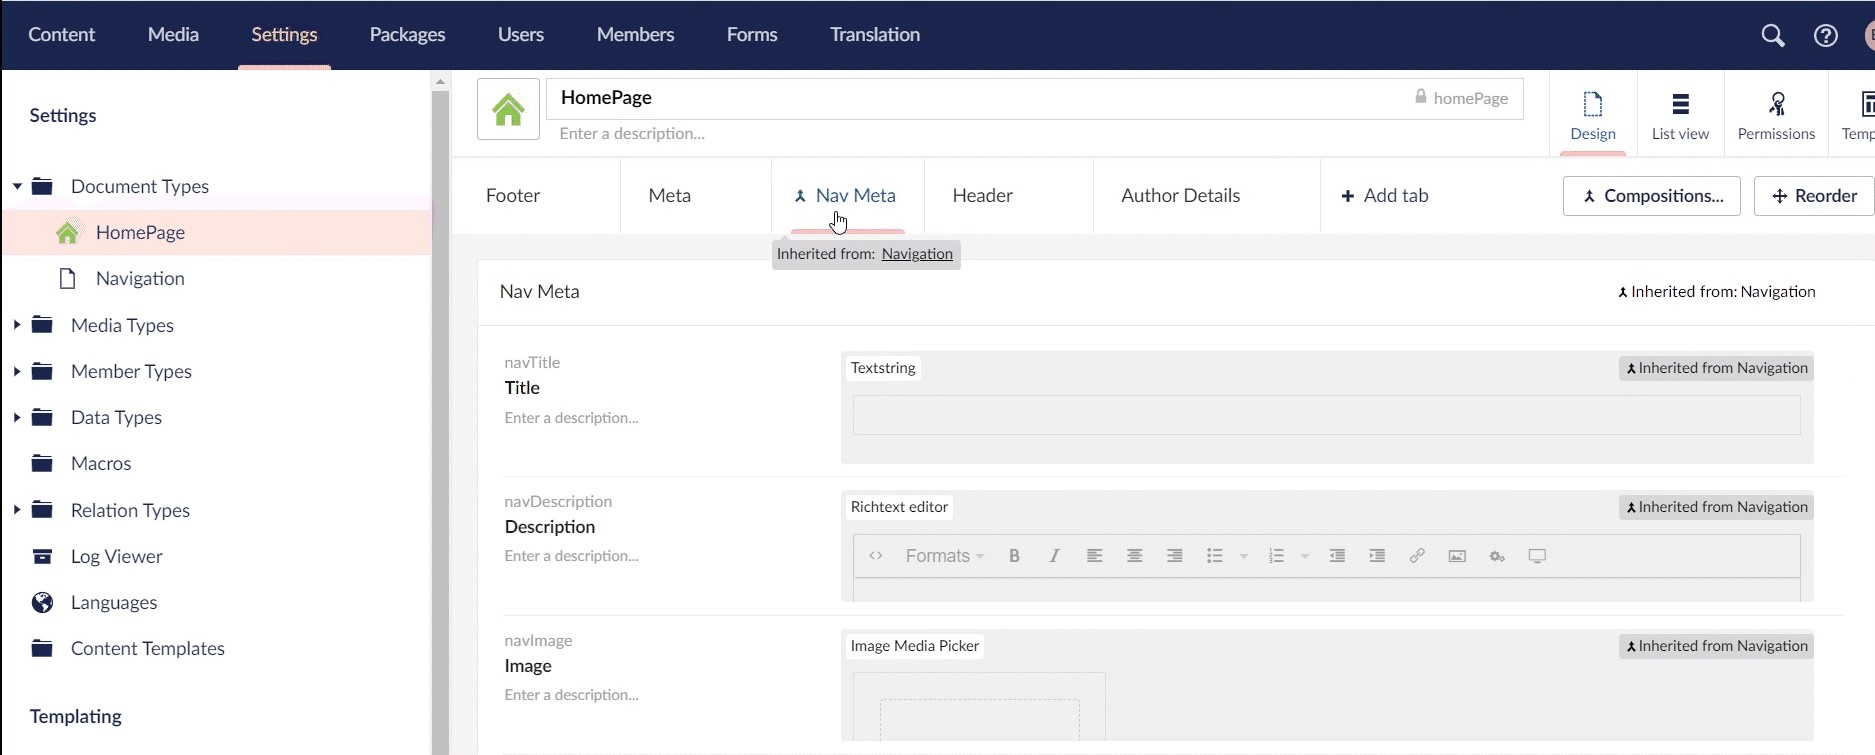 Content Media Settings Packages Users Members Forms Translation
Settings
Document Types
HomePage
Navigation
Media Types
Member Types
Data Types
Macros
Relation Types
Log Viewer
Languages
Content Templates
Templating
HomePage homePage
Enter a description...
Design List view Permissions
Footer Meta Nav Meta Header Author Details + Add tab Compositions... Reorder
Inherited from: Navigation
Nav Meta Inherited from: Navigation
navTitle
Title
Enter a description...
Textstring Inherited from Navigation
navDescription
Description
Enter a description...
Richtext editor Inherited from Navigation
Formats B I
navImage
Image
Enter a description...
Image Media Picker Inherited from Navigation